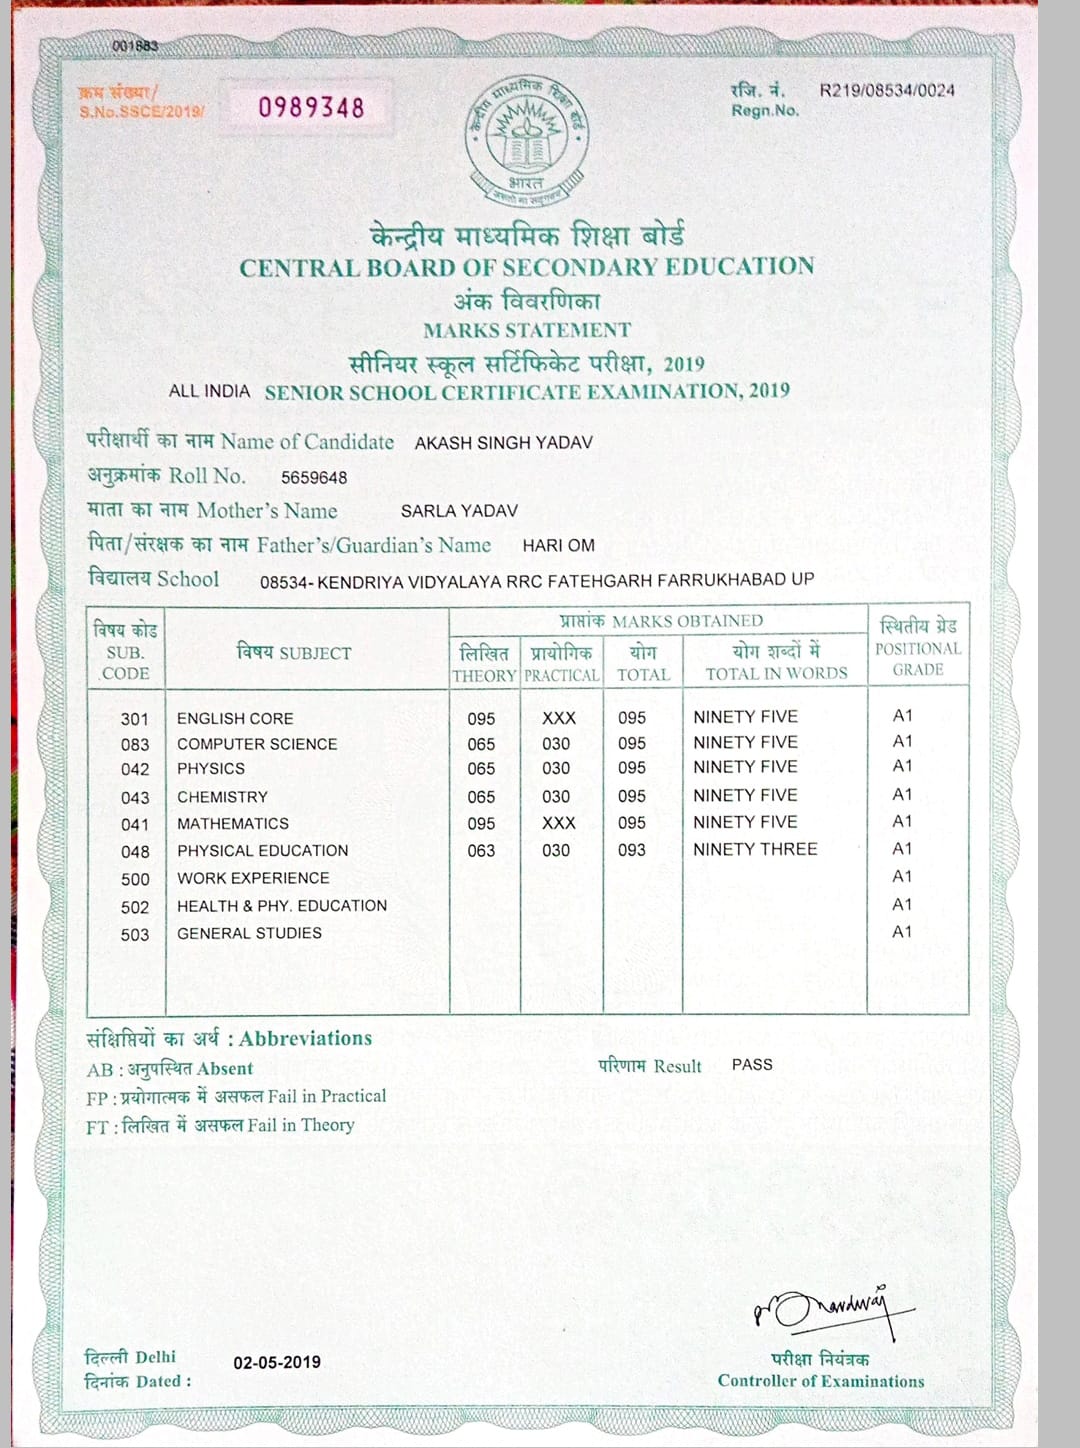 001883
क्रम संख्या/
S.No.SSCE/2019/ 0989348
रजि. नं. R219/08534/0024
Regn.No.
केन्द्रीय माध्यमिक शिक्षा बोर्ड
भारत
असतो मा सद्गमय
केन्द्रीय माध्यमिक शिक्षा बोर्ड
CENTRAL BOARD OF SECONDARY EDUCATION
अंक विवरणिका
MARKS STATEMENT
सीनियर स्कूल सर्टिफिकेट परीक्षा, 2019
ALL INDIA SENIOR SCHOOL CERTIFICATE EXAMINATION, 2019
परीक्षार्थी का नाम Name of Candidate AKASH SINGH YADAV
अनुक्रमांक Roll No. 5659648
माता का नाम Mother's Name SARLA YADAV
पिता/संरक्षक का नाम Father's/Guardian's Name HARI OM
विद्यालय School 08534- KENDRIYA VIDYALAYA RRC FATEHGARH FARRUKHABAD UP
विषय कोड SUB. CODE विषय SUBJECT प्राप्तांक MARKS OBTAINED स्थितीय ग्रेड POSITIONAL GRADE
लिखित THEORY प्रायोगिक PRACTICAL योग TOTAL योग शब्दों में TOTAL IN WORDS
301 ENGLISH CORE 095 XXX 095 NINETY FIVE A1
083 COMPUTER SCIENCE 065 030 095 NINETY FIVE A1
042 PHYSICS 065 030 095 NINETY FIVE A1
043 CHEMISTRY 065 030 095 NINETY FIVE A1
041 MATHEMATICS 095 XXX 095 NINETY FIVE A1
048 PHYSICAL EDUCATION 063 030 093 NINETY THREE A1
500 WORK EXPERIENCE A1
502 HEALTH & PHY. EDUCATION A1
503 GENERAL STUDIES A1
संक्षिप्तियों का अर्थ : Abbreviations
AB : अनुपस्थित Absent परिणाम Result PASS
FP : प्रयोगात्मक में असफल Fail in Practical
FT : लिखित में असफल Fail in Theory
दिल्ली Delhi
दिनांक Dated : 02-05-2019
परीक्षा नियंत्रक
Controller of Examinations